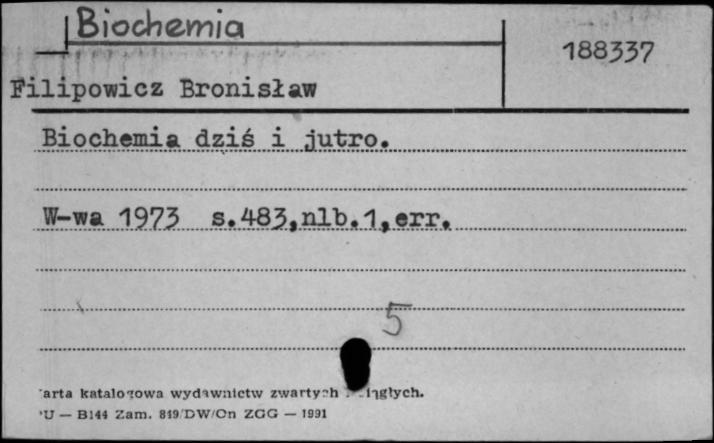 Biochemia
188337
Filipowicz Bronisław
Biochemia dziś i jutro.
W-wa 1973 s.483,nlb.1,err.
5
arta katalogowa wydawnictw zwartych
U — B144 Zam. 849/DW/On ZGG — 1991